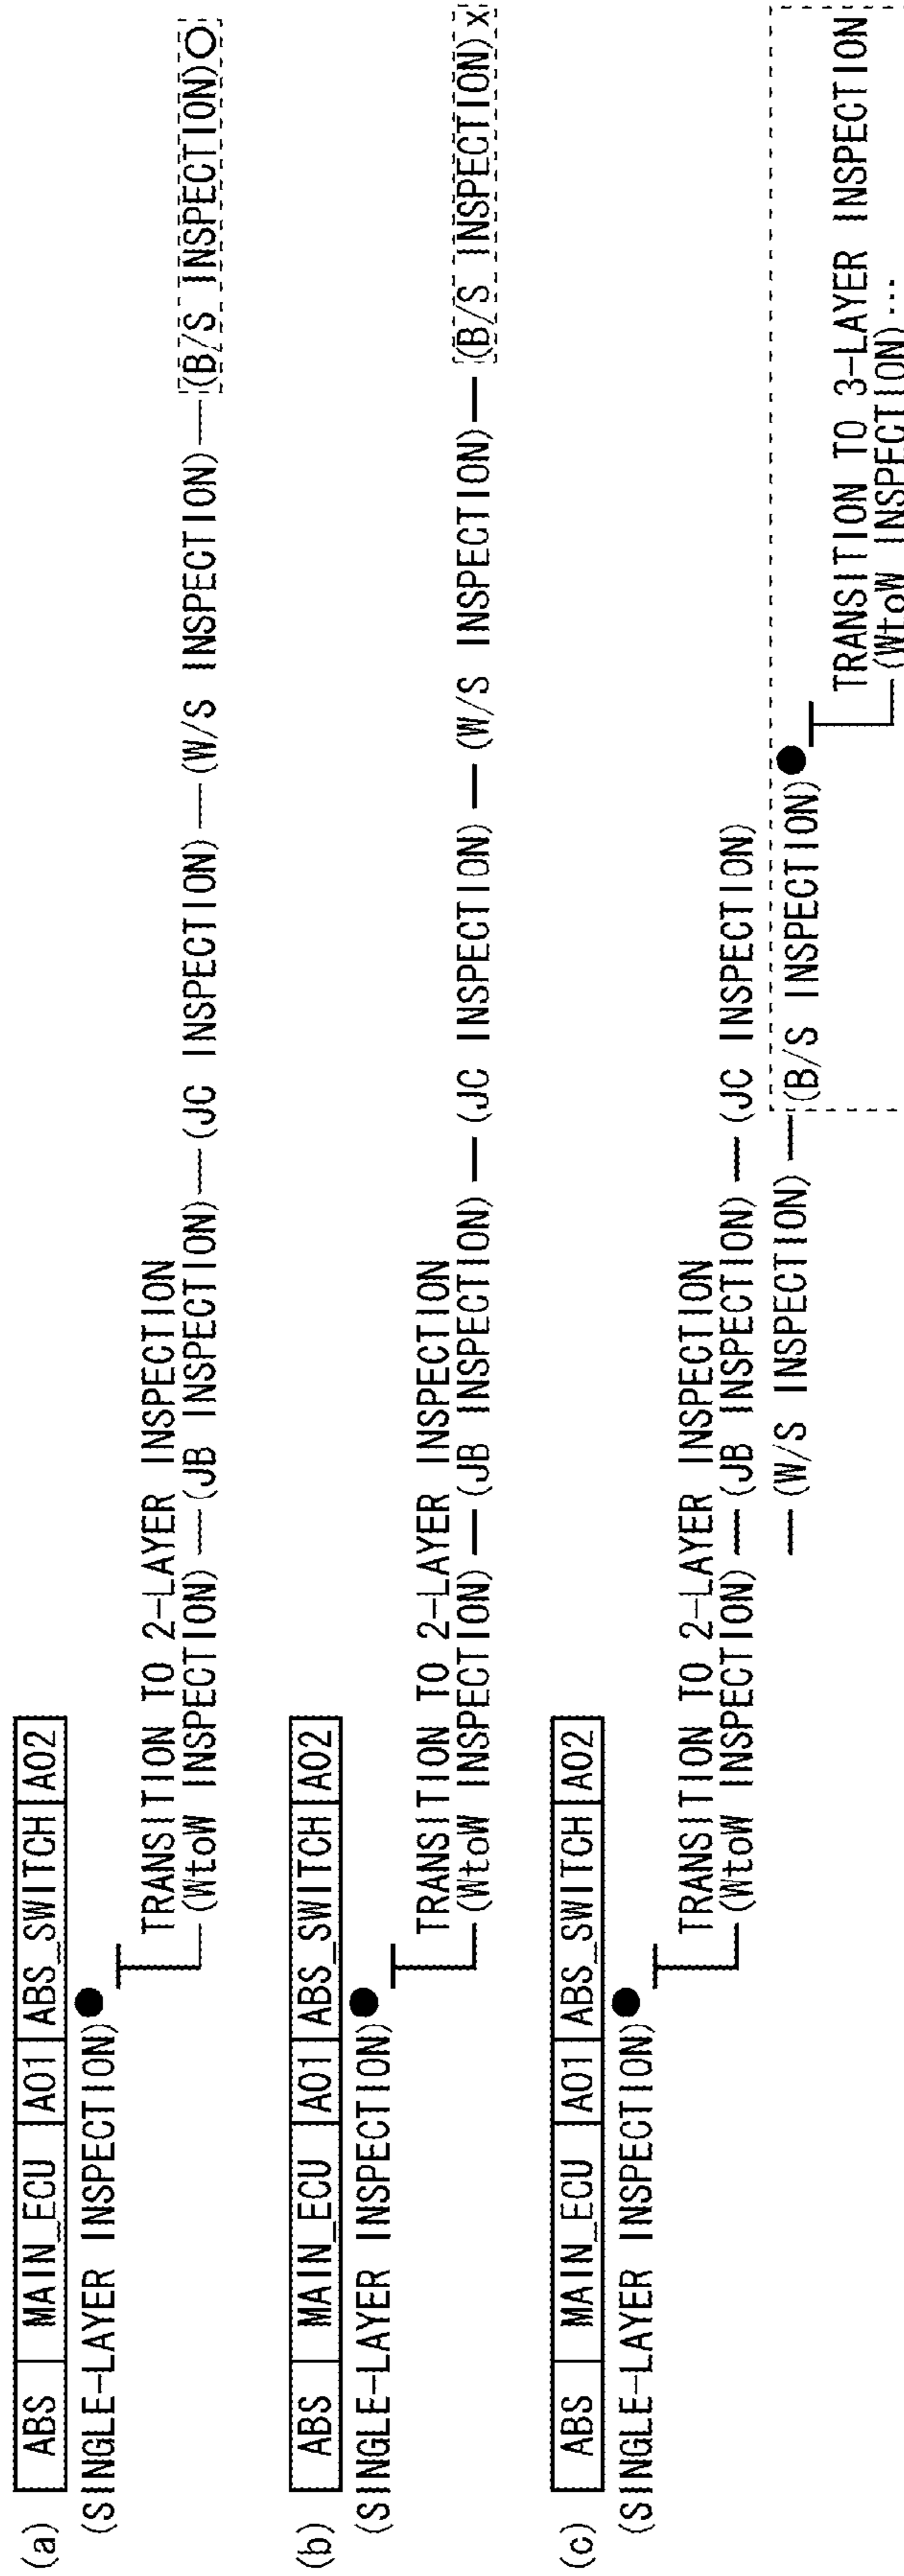 (a) ABS MAIN_ECU A01 ABS_SWITCH A02
(SINGLE-LAYER INSPECTION)●
TRANSITION TO 2-LAYER INSPECTION
(WtoW INSPECTION) — (JB INSPECTION) — (JC INSPECTION) — (W/S INSPECTION) — (B/S INSPECTION)○
(b) ABS MAIN_ECU A01 ABS_SWITCH A02
(SINGLE-LAYER INSPECTION)●
TRANSITION TO 2-LAYER INSPECTION
(WtoW INSPECTION) — (JB INSPECTION) — (JC INSPECTION) — (W/S INSPECTION) — (B/S INSPECTION)x
(c) ABS MAIN_ECU A01 ABS_SWITCH A02
(SINGLE-LAYER INSPECTION)●
TRANSITION TO 2-LAYER INSPECTION
(WtoW INSPECTION) — (JB INSPECTION) — (JC INSPECTION)
— (W/S INSPECTION) — (B/S INSPECTION)●
TRANSITION TO 3-LAYER INSPECTION
(WtoW INSPECTION)...